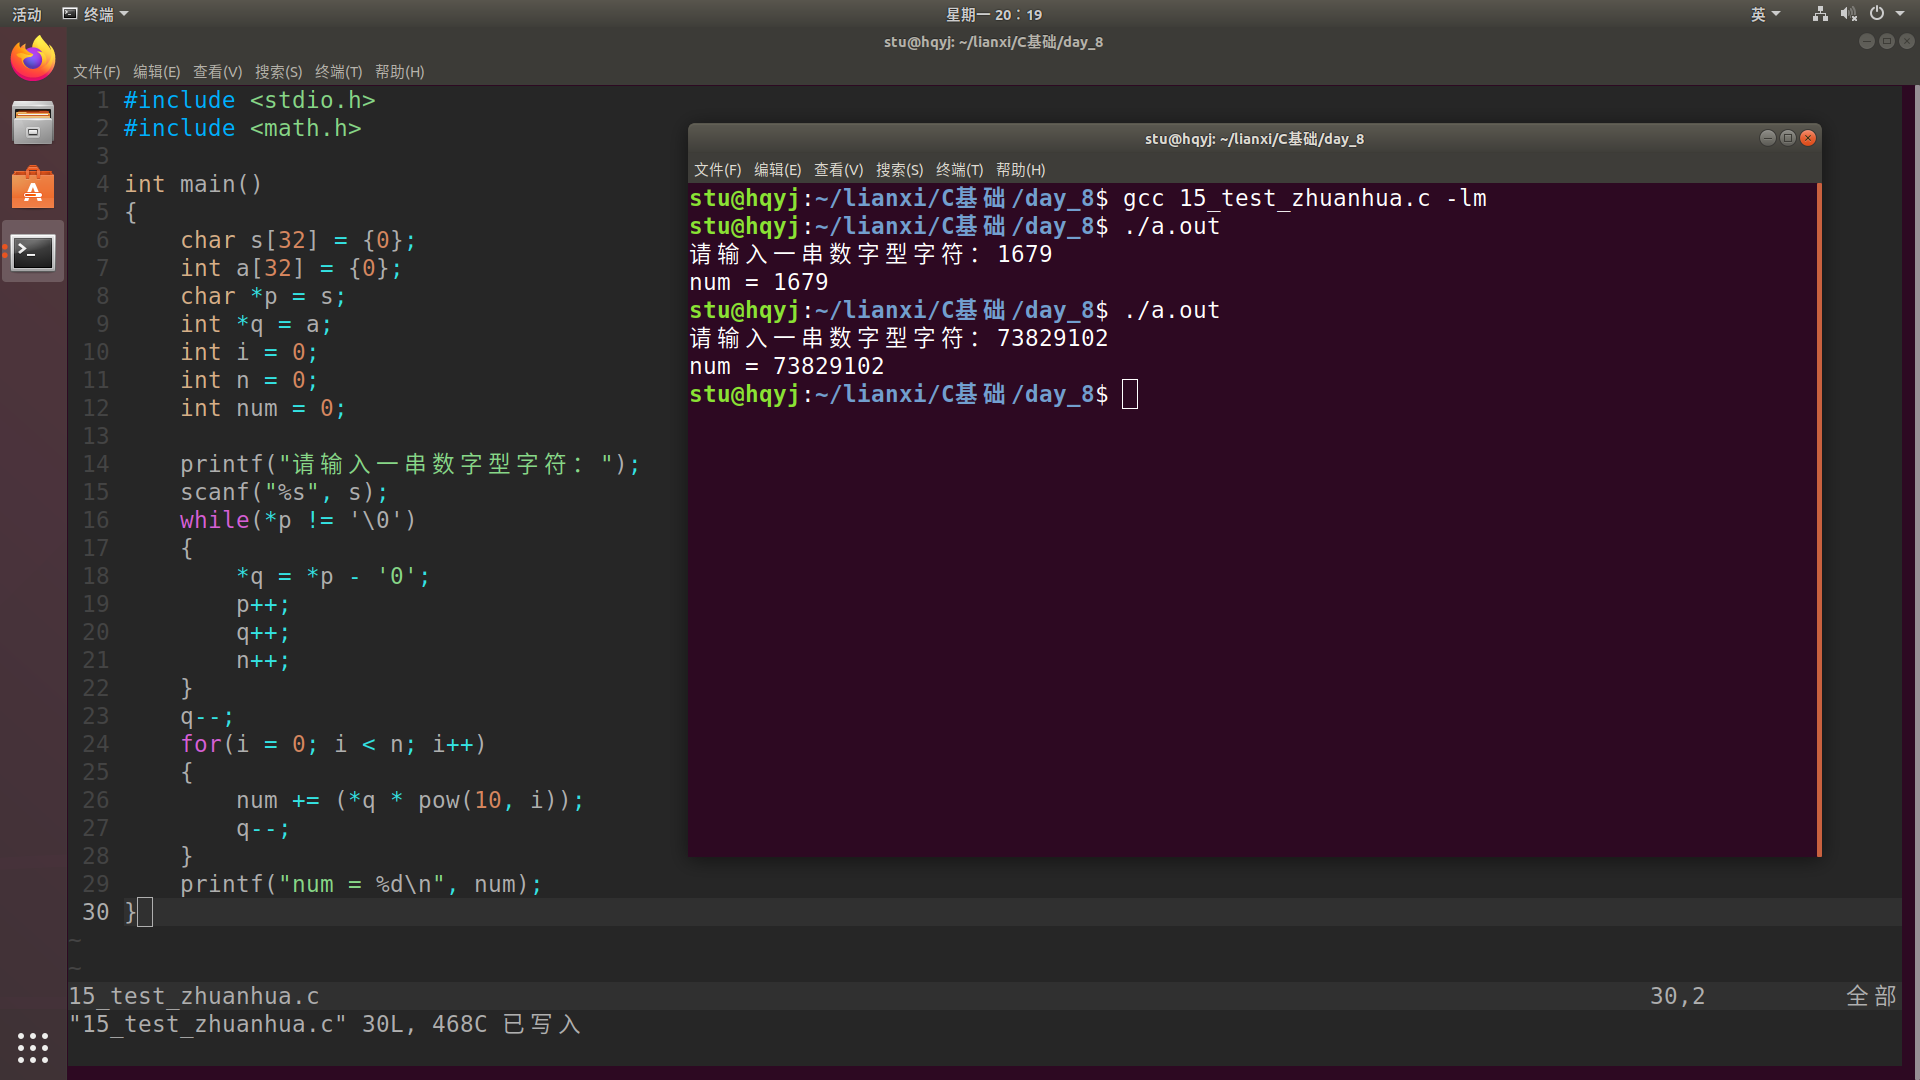 活动 终端 星期一 20：19 英
stu@hqyj: ~/lianxi/C基础/day_8
文件(F) 编辑(E) 查看(V) 搜索(S) 终端(T) 帮助(H)
1 #include <stdio.h>
2 #include <math.h>
3
4 int main()
5 {
6     char s[32] = {0};
7     int a[32] = {0};
8     char *p = s;
9     int *q = a;
10     int i = 0;
11     int n = 0;
12     int num = 0;
13
14     printf("请输入一串数字型字符：");
15     scanf("%s", s);
16     while(*p != '\0')
17     {
18         *q = *p - '0';
19         p++;
20         q++;
21         n++;
22     }
23     q--;
24     for(i = 0; i < n; i++)
25     {
26         num += (*q * pow(10, i));
27         q--;
28     }
29     printf("num = %d\n", num);
30 }
~
~
15_test_zhuanhua.c 30,2 全部
"15_test_zhuanhua.c" 30L, 468C 已写入
stu@hqyj: ~/lianxi/C基础/day_8
文件(F) 编辑(E) 查看(V) 搜索(S) 终端(T) 帮助(H)
stu@hqyj:~/lianxi/C基础/day_8$ gcc 15_test_zhuanhua.c -lm
stu@hqyj:~/lianxi/C基础/day_8$ ./a.out
请输入一串数字型字符：1679
num = 1679
stu@hqyj:~/lianxi/C基础/day_8$ ./a.out
请输入一串数字型字符：73829102
num = 73829102
stu@hqyj:~/lianxi/C基础/day_8$